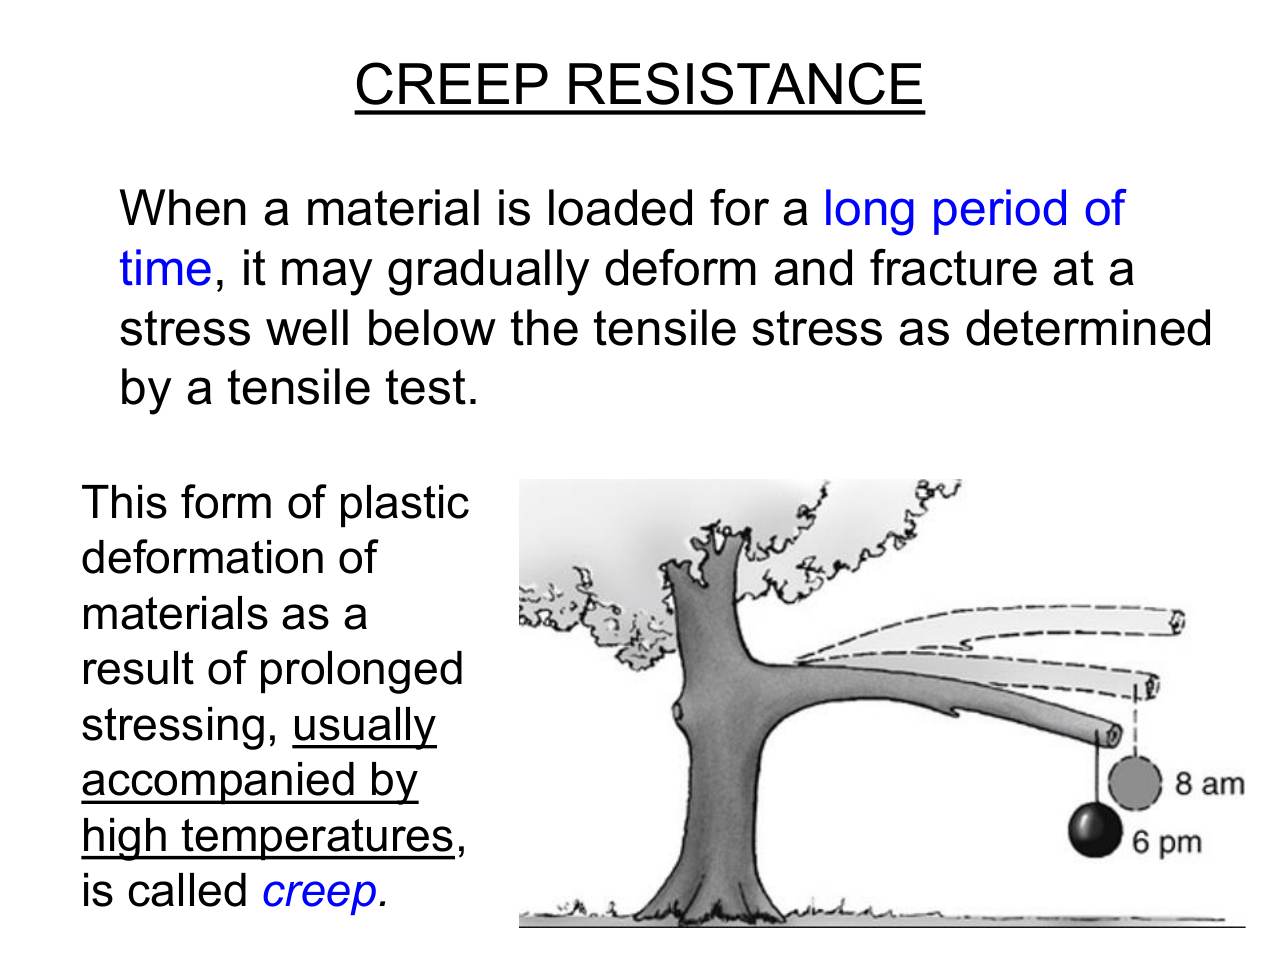 CREEP RESISTANCE
When a material is loaded for a long period of
time, it may gradually deform and fracture at a
stress well below the tensile stress as determined
by a tensile test.
This form of plastic
deformation of
materials as a
result of prolonged
stressing, usually
accompanied by
high temperatures,
is called creep.
8 am
6 pm